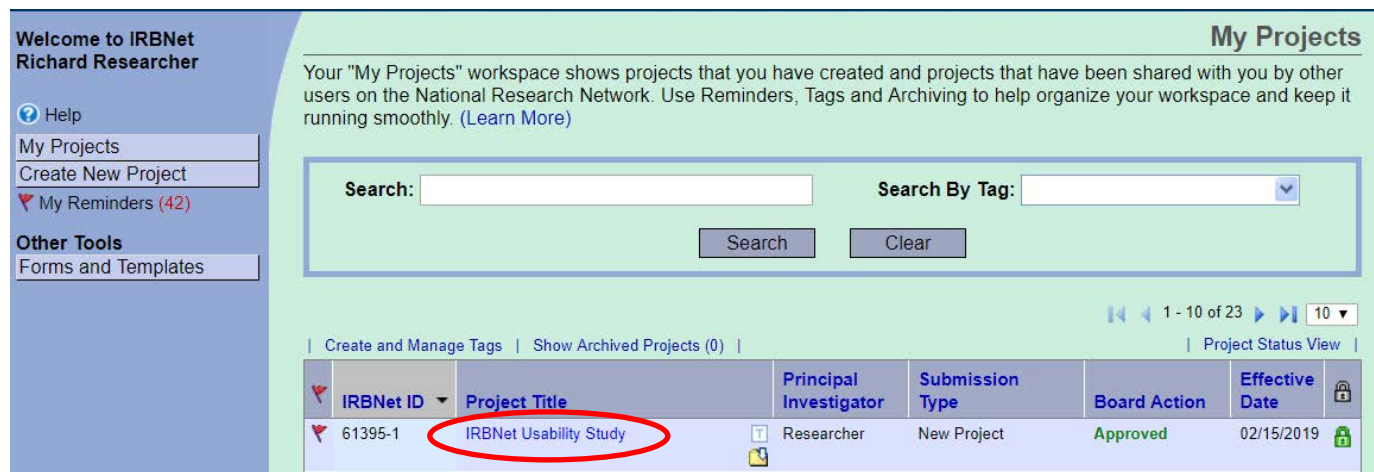 Welcome to IRBNet
Richard Researcher
Help
My Projects
Create New Project
My Reminders (42)
Other Tools
Forms and Templates
My Projects
Your "My Projects" workspace shows projects that you have created and projects that have been shared with you by other
users on the National Research Network. Use Reminders, Tags and Archiving to help organize your workspace and keep it
running smoothly. (Learn More)
Search:
Search By Tag:
Search
Clear
1 - 10 of 23
10
| Create and Manage Tags | Show Archived Projects (0) |
| Project Status View |
IRBNet ID
Project Title
Principal
Investigator
Submission
Type
Board Action
Effective
Date
61395-1
IRBNet Usability Study
T
Researcher
New Project
Approved
02/15/2019